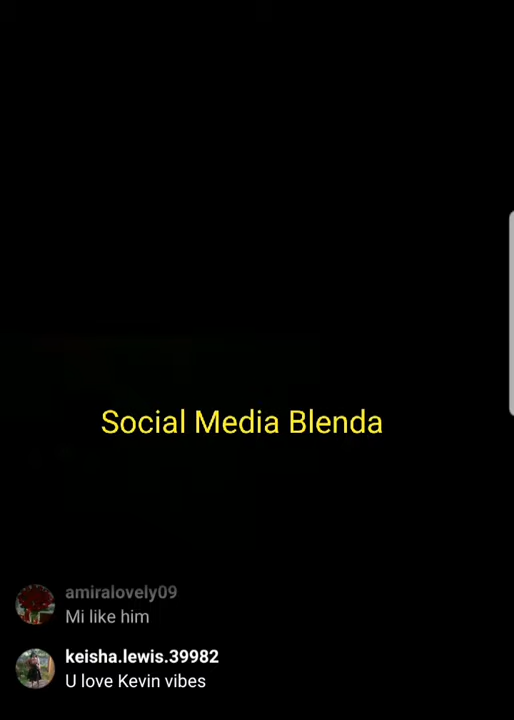 Social Media Blenda
amiralovely09
Mi like him
keisha.lewis.39982
U love Kevin vibes